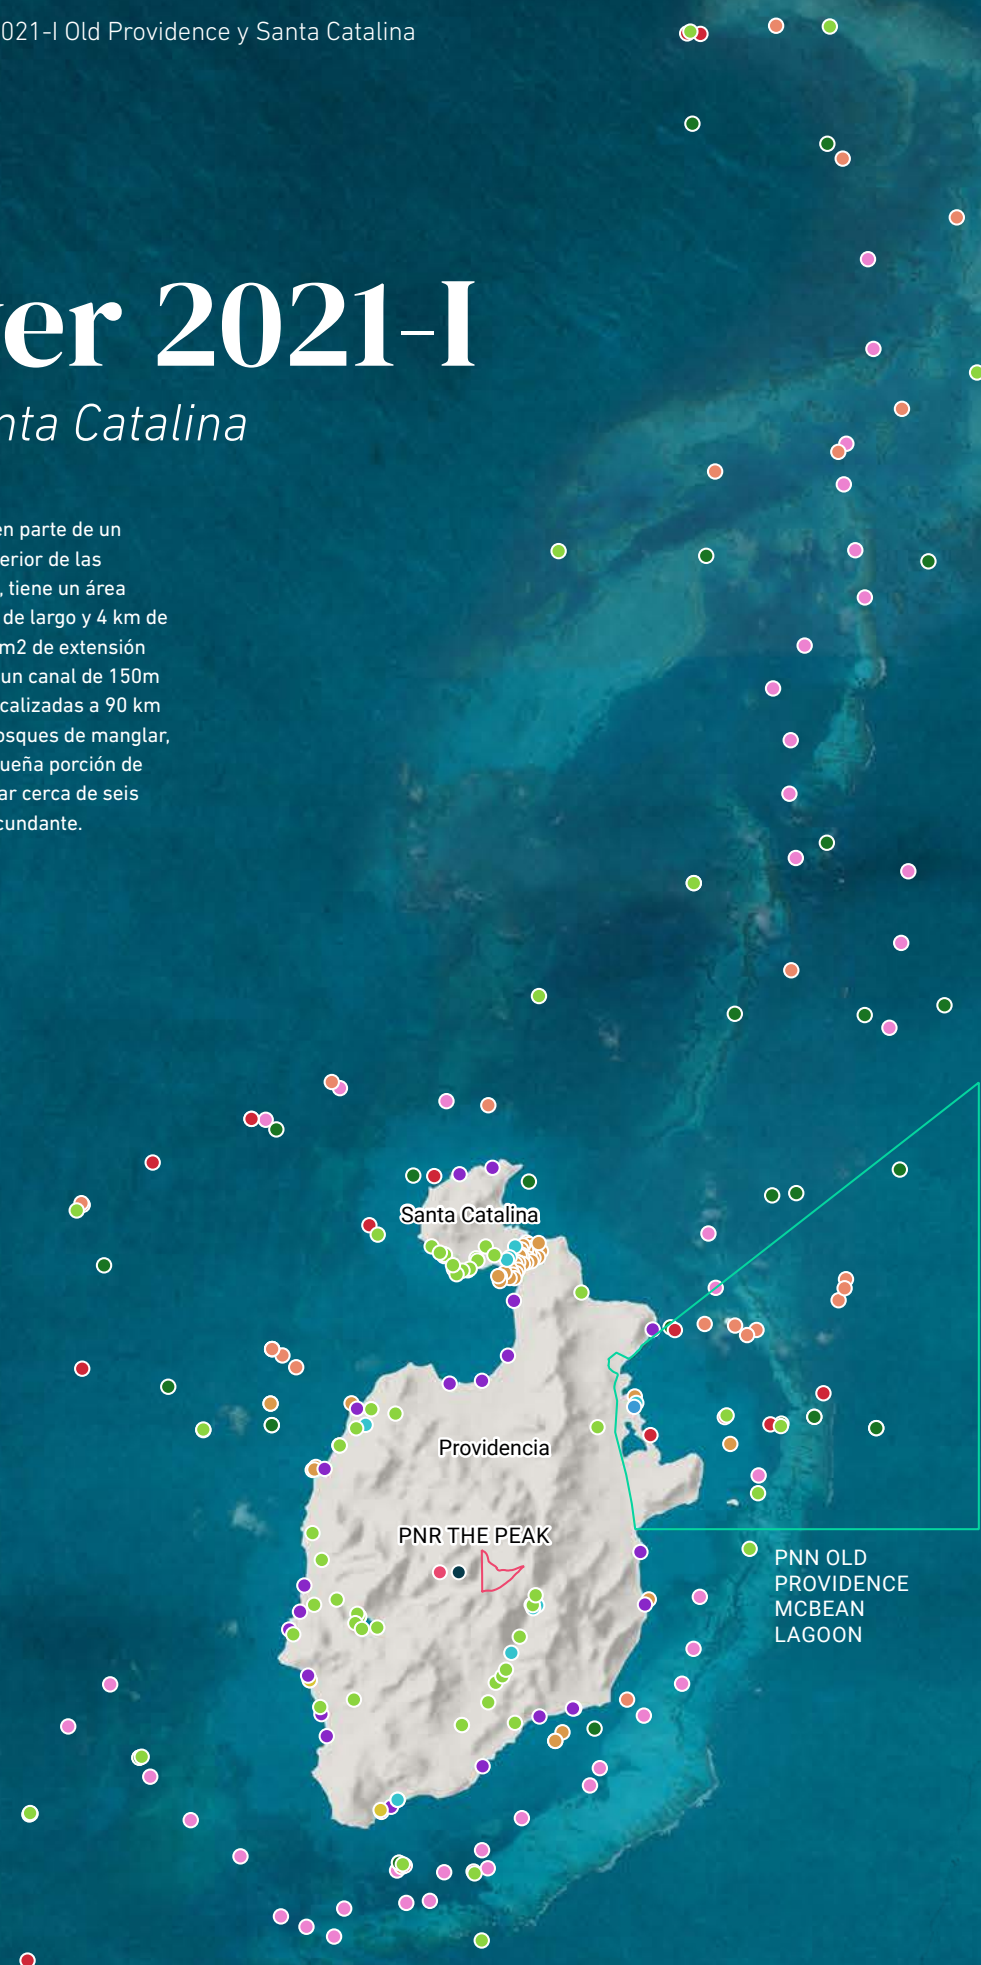 021-I Old Providence y Santa Catalina
er 2021-I
nta Catalina
en parte de un
erior de las
, tiene un área
de largo y 4 km de
m2 de extensión
un canal de 150m
calizadas a 90 km
osques de manglar,
ueña porción de
ar cerca de seis
cundante.
Santa Catalina
Providencia
PNR THE PEAK
PNN OLD
PROVIDENCE
MCBEAN
LAGOON